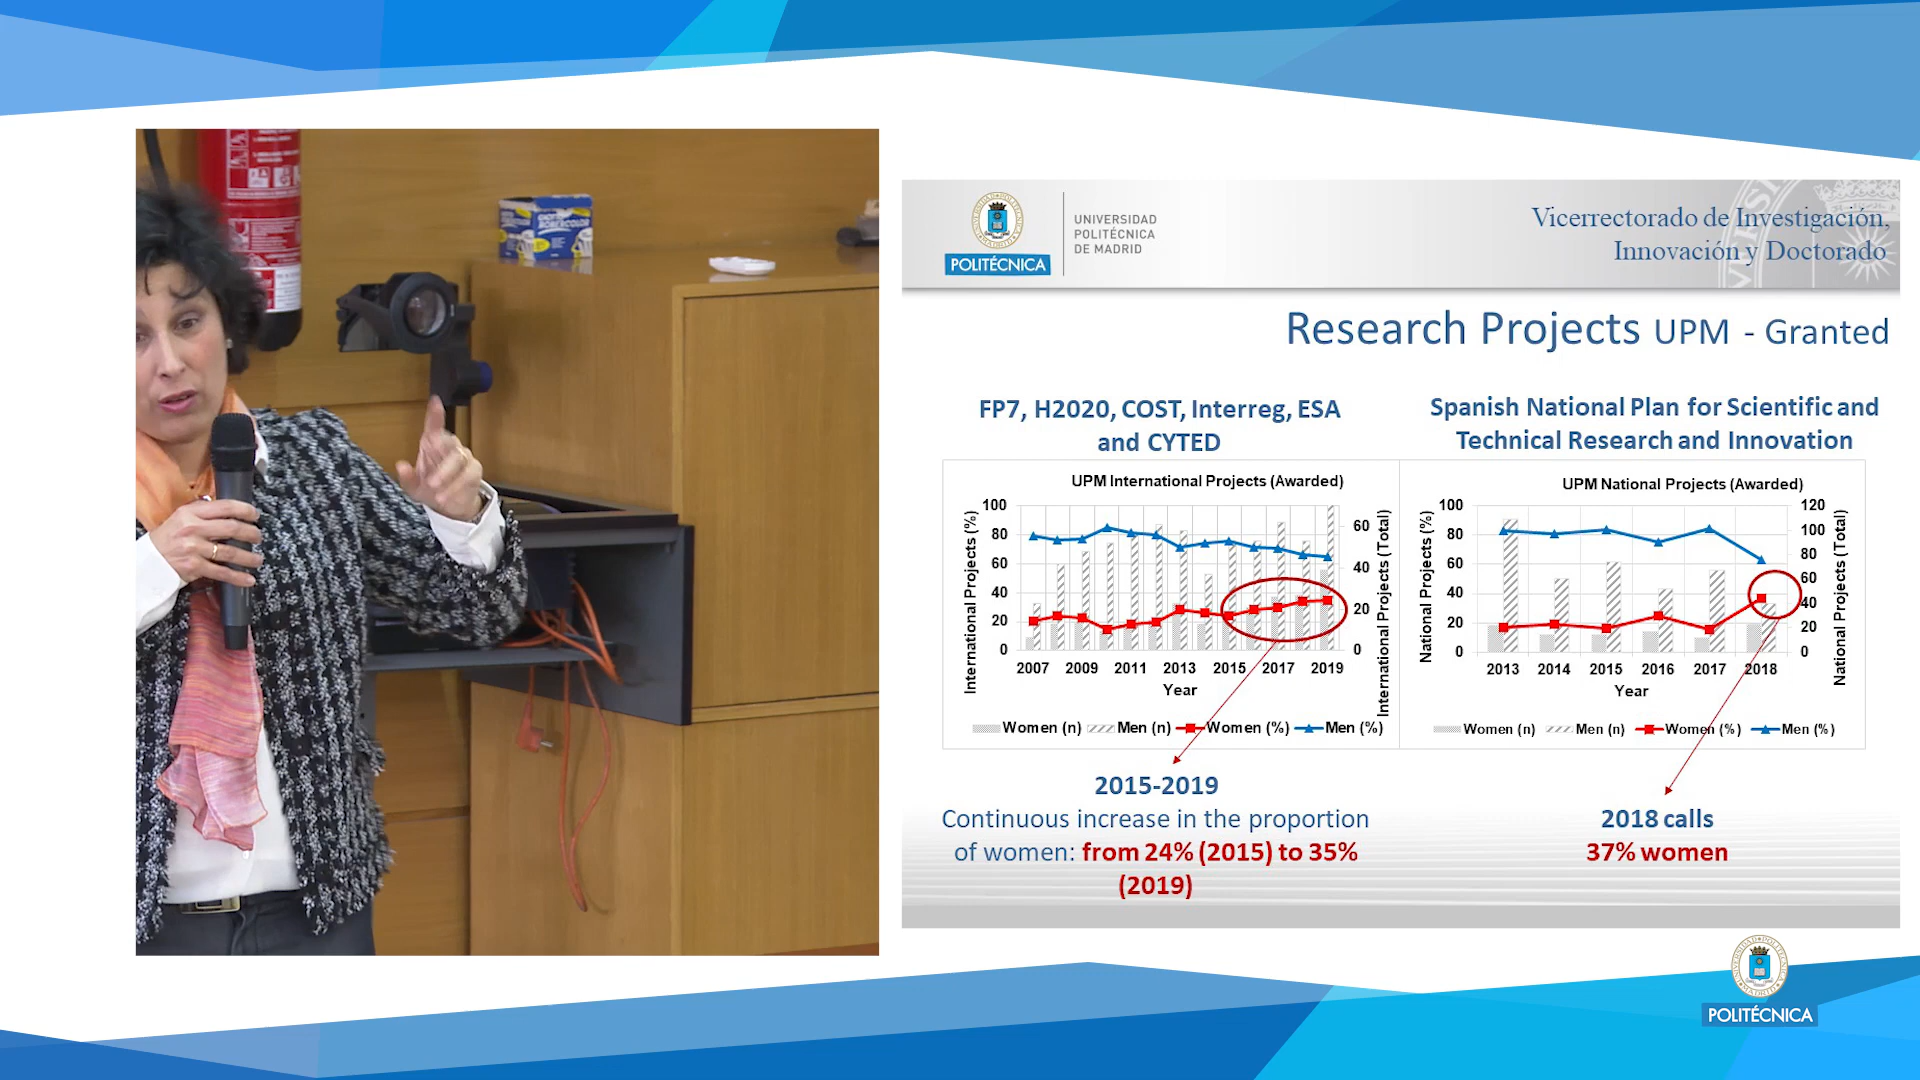 UNIVERSIDAD
POLITÉCNICA
DE MADRID
POLITÉCNICA
Vicerrectorado de Investigación,
Innovación y Doctorado
Research Projects UPM - Granted
FP7, H2020, COST, Interreg, ESA
and CYTED
UPM International Projects (Awarded)
International Projects (%)
100
80
60
40
20
0
60
40
20
0
International Projects (Total)
2007 2009 2011 2013 2015 2017 2019
Year
Women (n) Men (n) Women (%) Men (%)
2015-2019
Continuous increase in the proportion
of women: from 24% (2015) to 35%
(2019)
Spanish National Plan for Scientific and
Technical Research and Innovation
UPM National Projects (Awarded)
National Projects (%)
100
80
60
40
20
0
120
100
80
60
40
20
0
National Projects (Total)
2013 2014 2015 2016 2017 2018
Year
Women (n) Men (n) Women (%) Men (%)
2018 calls
37% women
POLITÉCNICA